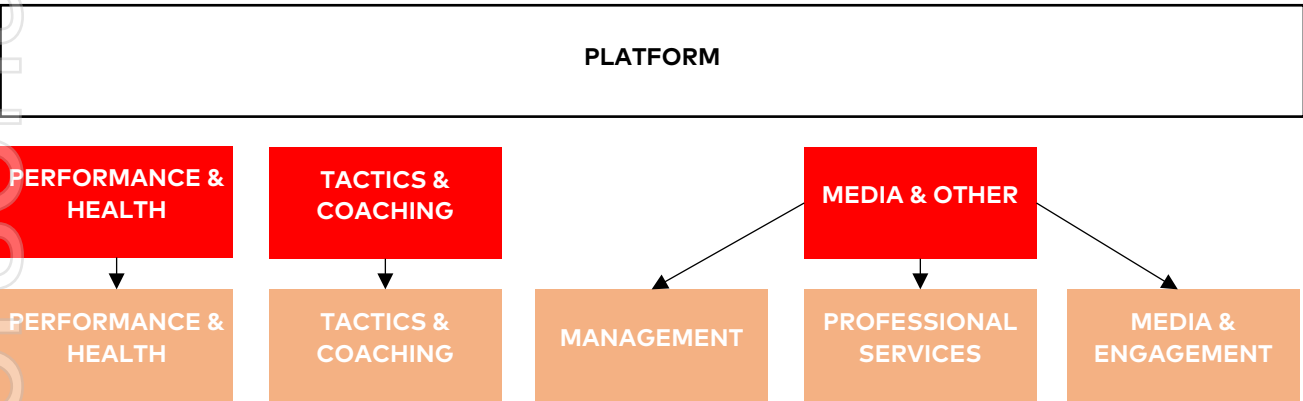 PLATFORM
PERFORMANCE &
HEALTH
TACTICS &
COACHING
MEDIA & OTHER
PERFORMANCE &
HEALTH
TACTICS &
COACHING
MANAGEMENT
PROFESSIONAL
SERVICES
MEDIA &
ENGAGEMENT